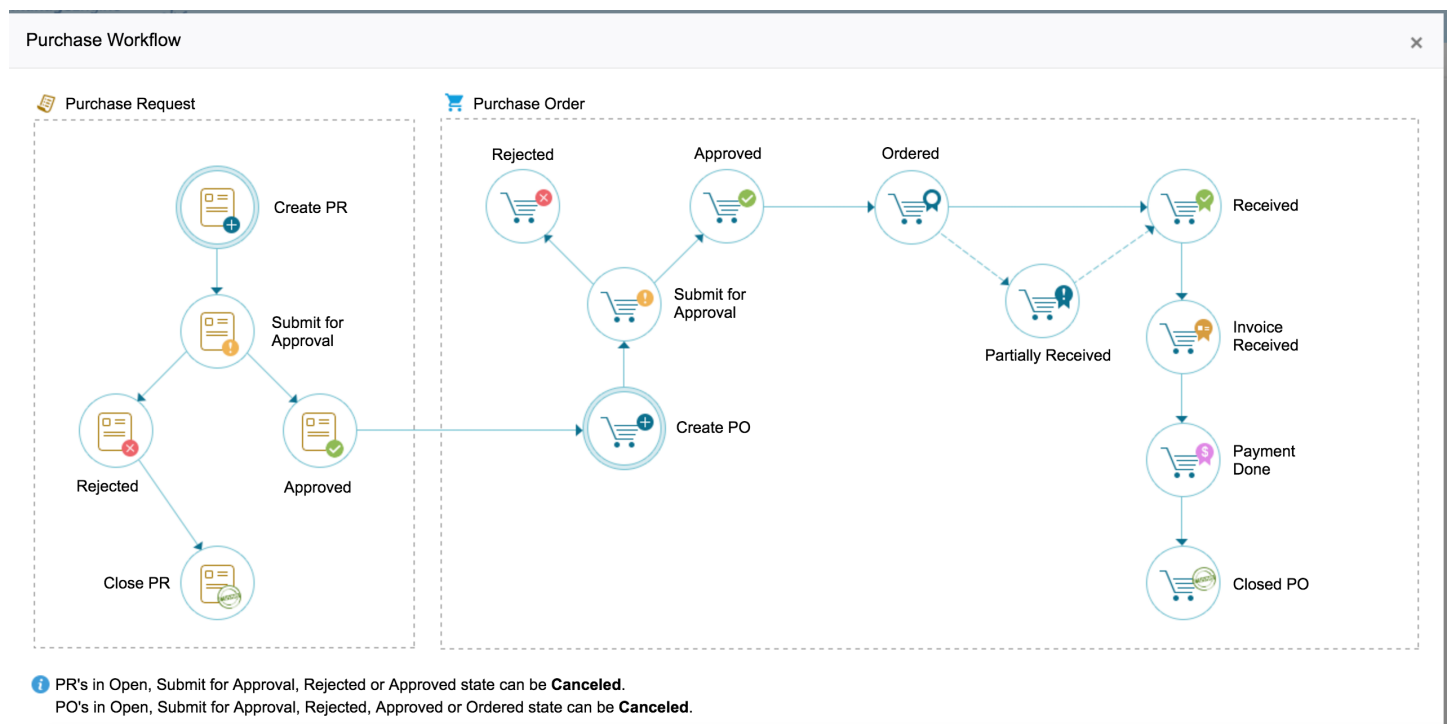 Purchase Workflow
Purchase Request
Create PR
Submit for
Approval
Rejected
Approved
Close PR
Purchase Order
Rejected
Approved
Ordered
Received
Submit for
Approval
Partially Received
Invoice
Received
Create PO
Payment
Done
Closed PO
PR's in Open, Submit for Approval, Rejected or Approved state can be Canceled.
PO's in Open, Submit for Approval, Rejected, Approved or Ordered state can be Canceled.